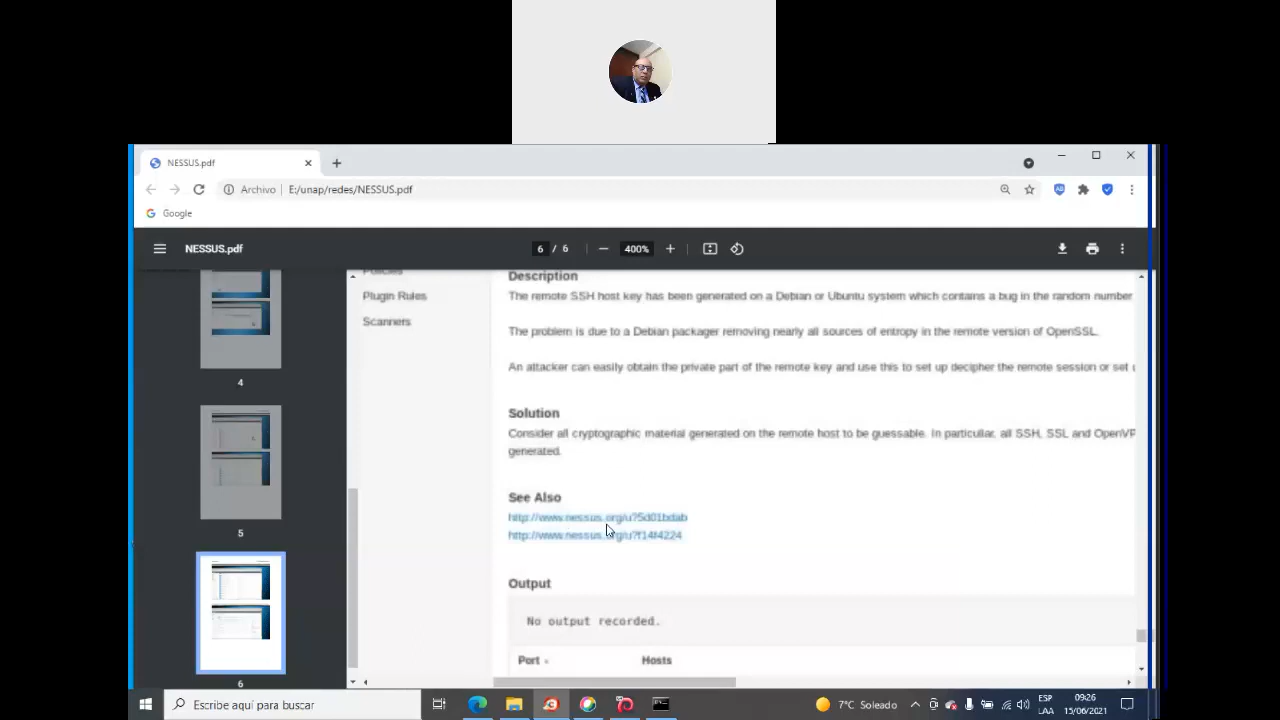 NESSUS.pdf
Archivo | E:/unap/redes/NESSUS.pdf
Google
NESSUS.pdf
6 / 6
400%
Policies
Plugin Rules
Scanners
Description
The remote SSH host key has been generated on a Debian or Ubuntu system which contains a bug in the random number
The problem is due to a Debian packager removing nearly all sources of entropy in the remote version of OpenSSL.
An attacker can easily obtain the private part of the remote key and use this to set up decipher the remote session or set
Solution
Consider all cryptographic material generated on the remote host to be guessable. In particular, all SSH, SSL and OpenVP
generated.
See Also
http://www.nessus.org/u?5d01bdab
http://www.nessus.org/u?f14f4224
Output
No output recorded.
Port
Hosts
4
5
6
Escribe aquí para buscar
7°C Soleado
ESP
LAA
09:26
15/06/2021